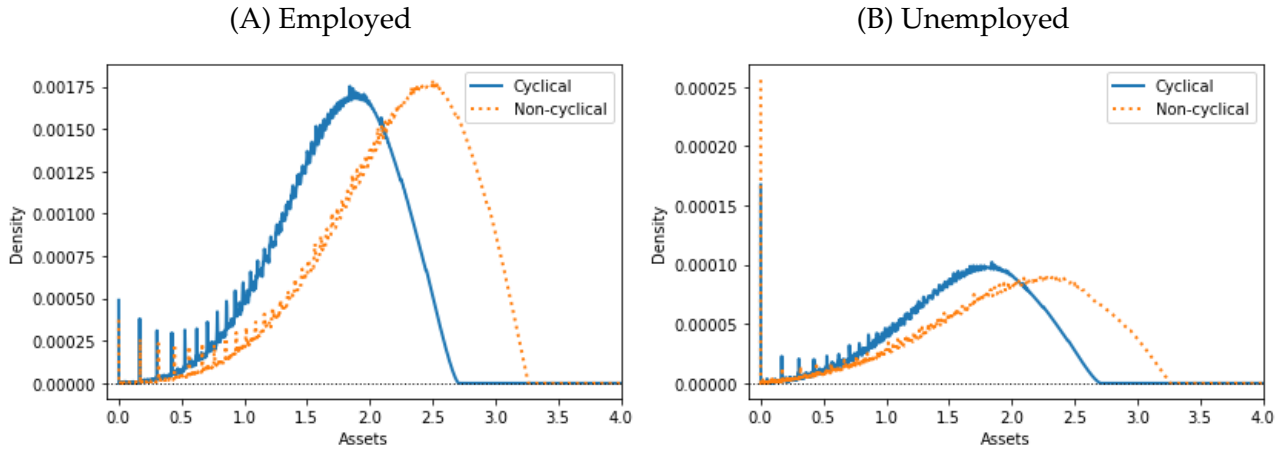 (A) Employed
0.00175
0.00150
0.00125
0.00100
0.00075
0.00050
0.00025
0.00000
Density
Cyclical
Non-cyclical
0.0 0.5 1.0 1.5 2.0 2.5 3.0 3.5 4.0
Assets
(B) Unemployed
0.00025
0.00020
0.00015
0.00010
0.00005
0.00000
Density
Cyclical
Non-cyclical
0.0 0.5 1.0 1.5 2.0 2.5 3.0 3.5 4.0
Assets